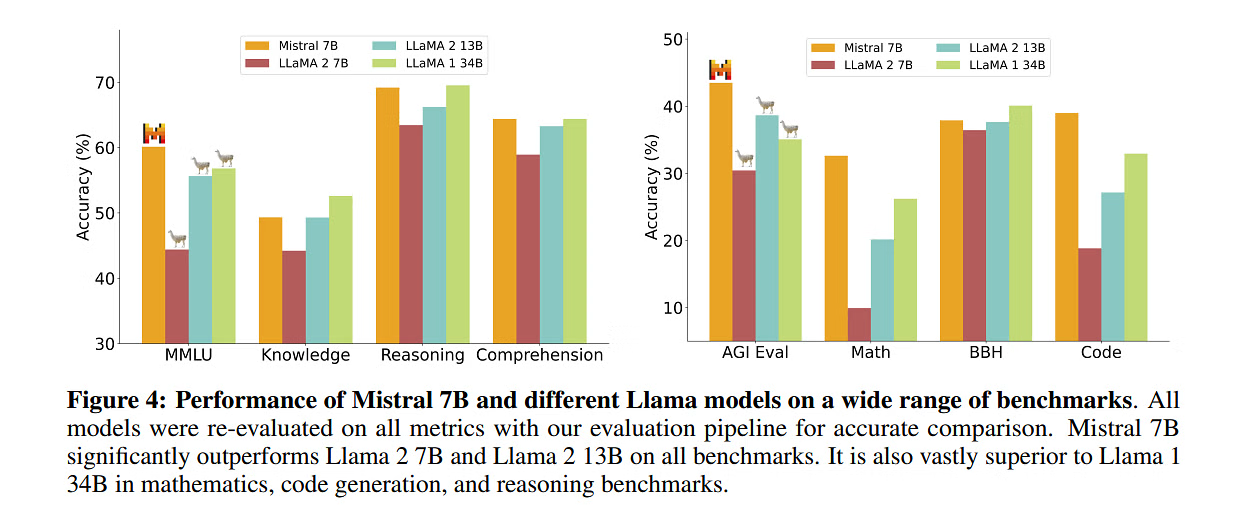 Mistral 7B
LLaMA 2 7B
LLaMA 2 13B
LLaMA 1 34B
Accuracy (%)
70
60
50
40
30
MMLU
Knowledge
Reasoning
Comprehension
Mistral 7B
LLaMA 2 7B
LLaMA 2 13B
LLaMA 1 34B
Accuracy (%)
50
40
30
20
10
AGI Eval
Math
BBH
Code
Figure 4: Performance of Mistral 7B and different Llama models on a wide range of benchmarks. All
models were re-evaluated on all metrics with our evaluation pipeline for accurate comparison. Mistral 7B
significantly outperforms Llama 2 7B and Llama 2 13B on all benchmarks. It is also vastly superior to Llama 1
34B in mathematics, code generation, and reasoning benchmarks.